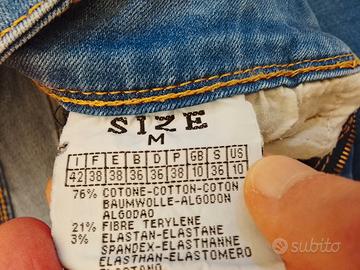 SIZE
M
I F E B D P GB S US
42 38 38 36 36 38 10 36 10
76% COTONE-COTTON-COTON
BAUMWOLLE-ALGODON
ALGODAO
21% FIBRE TERYLENE
3% ELASTAN-ELASTANE
SPANDEX-ELASTHANNE
ELASTHAN-ELASTOMERO
ELASTANO
subito